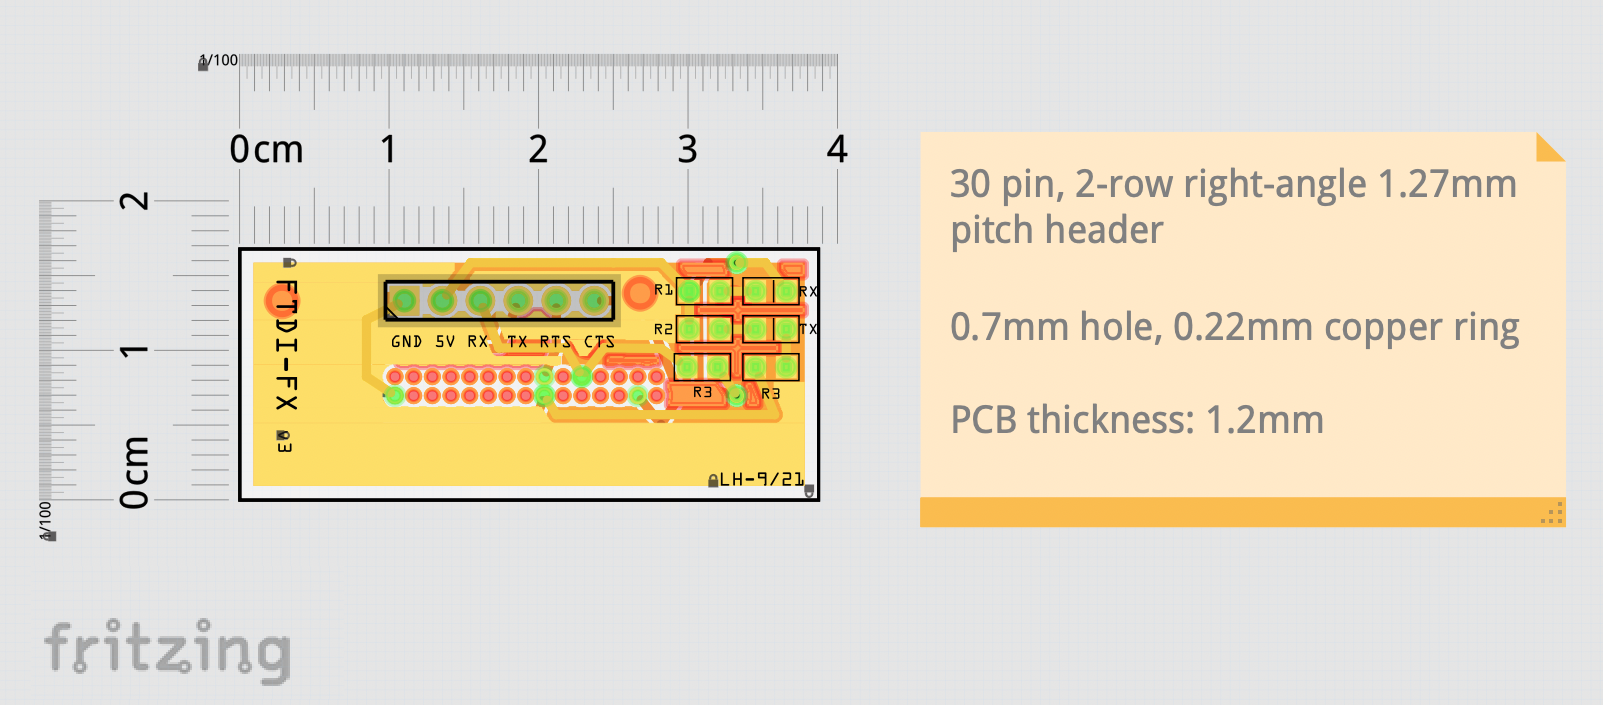 1/100
0cm 1 2 3 4
2
1
0cm
1/100
FTDI-FX
R1
RX
R2
TX
GND 5V RX TX RTS CTS
R3
R3
LH-9/21
30 pin, 2-row right-angle 1.27mm
pitch header
0.7mm hole, 0.22mm copper ring
PCB thickness: 1.2mm
fritzing